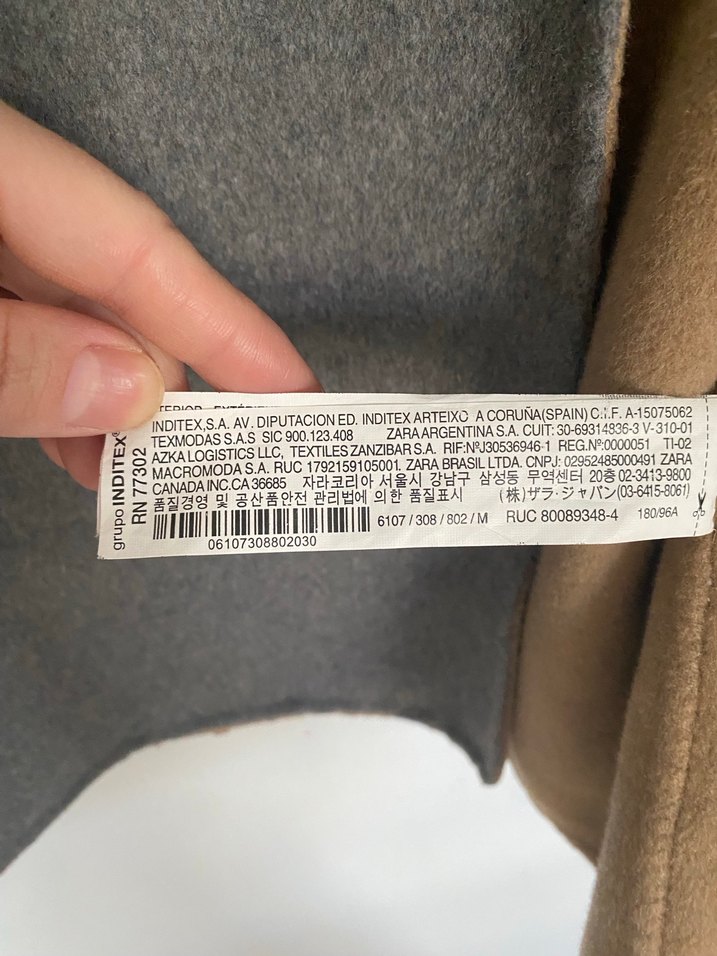 grupo INDITEX®
RN 77302
INDITEX,S.A. AV. DIPUTACION ED. INDITEX ARTEIXO A CORUÑA(SPAIN) C.I.F. A-15075062
TEXMODAS S.A.S SIC 900.123.408 ZARA ARGENTINA S.A. CUIT: 30-69314836-3 V-310-01
AZKA LOGISTICS LLC, TEXTILES ZANZIBAR S.A. RIF:NºJ30536946-1 REG.Nº:0000051 TI-02
MACROMODA S.A. RUC 1792159105001. ZARA BRASIL LTDA. CNPJ: 02952485000491 ZARA
CANADA INC.CA 36685 자라코리아 서울시 강남구 삼성동 무역센터 20층 02-3413-9800
품질경영 및 공산품안전 관리법에 의한 품질표시 (株)ザラ・ジャパン(03-6415-8061)
6107 / 308 / 802 / M RUC 80089348-4 180/96A
06107308802030